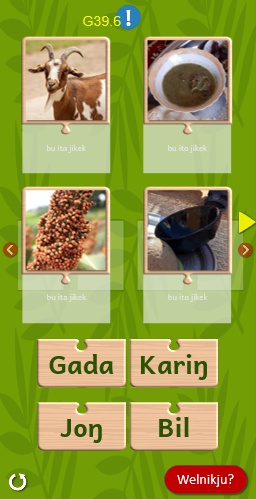 G39.6!
bu ita jikek
bu ita jikek
bu ita jikek
bu ita jikek
Gada
Kariŋ
Joŋ
Bil
Welnikju?